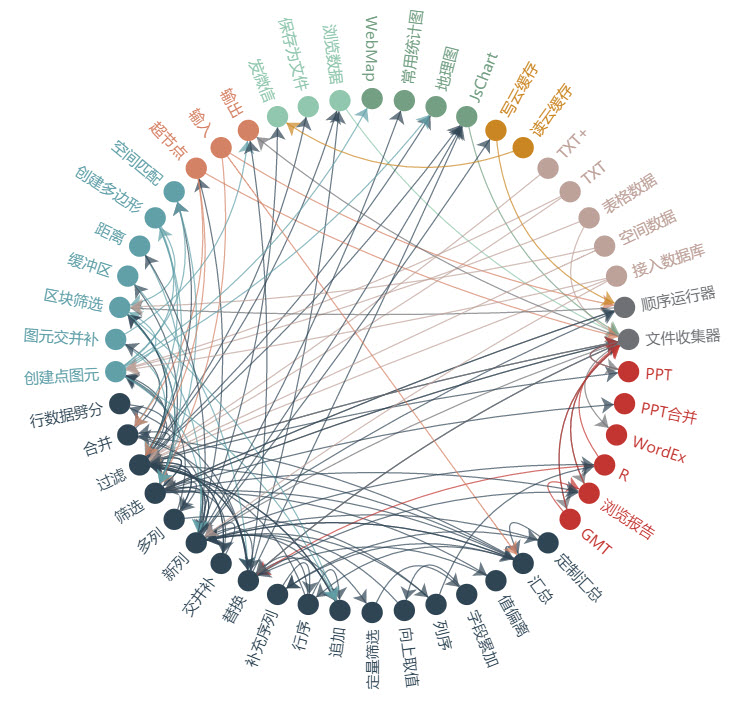 WebMap
常用统计图
地理图
JsChart
写云缓存
读云缓存
TXT+
TXT
表格数据
空间数据
接入数据库
顺序运行器
文件收集器
PPT
PPT合并
WordEx
R
浏览报告
GMT
定制汇总
汇总
值偏离
字段累加
列序
向上取值
定量筛选
追加
行序
补充序列
替换
交并补
新列
多列
筛选
过滤
合并
行数据劈分
创建点图元
图元交并补
区块筛选
缓冲区
距离
创建多边形
空间匹配
超节点
输入
输出
发微信
保存为文件
浏览数据